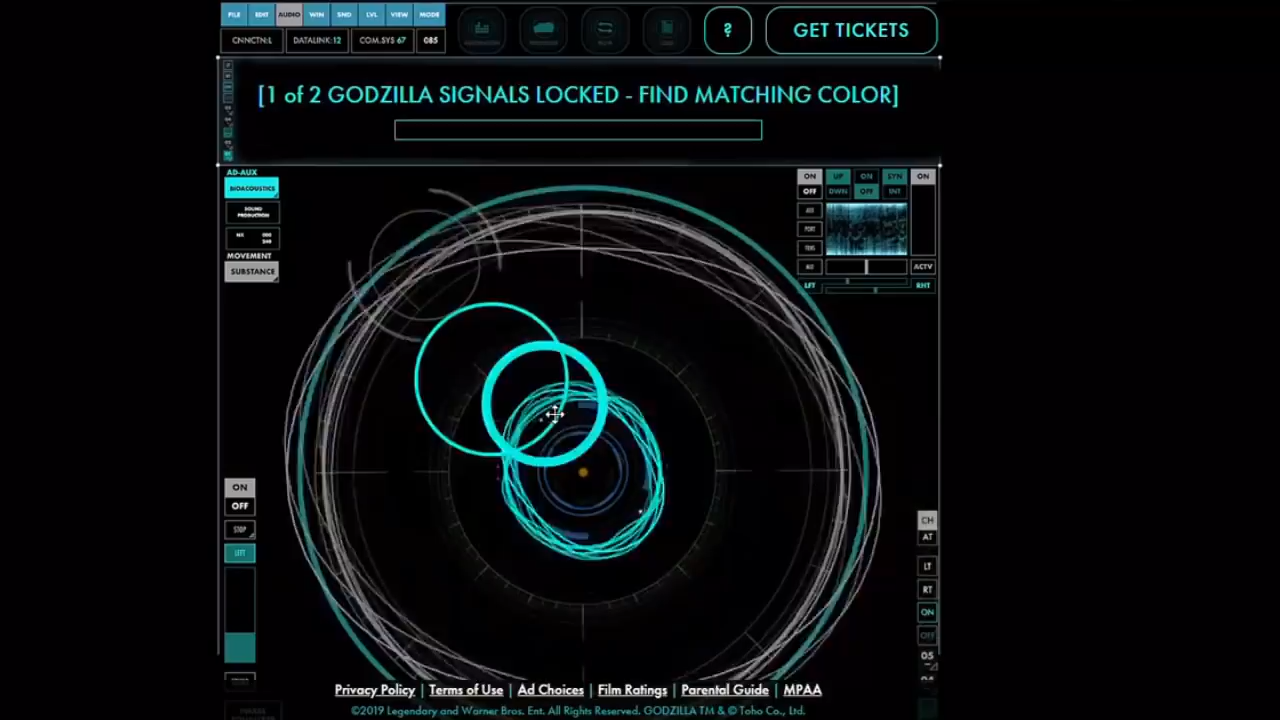 FILE EDIT AUDIO WIN SND LVL VIEW MODE
CNNCTN:L DATALINK:12 COM.SYS 67 085
? GET TICKETS
[1 of 2 GODZILLA SIGNALS LOCKED - FIND MATCHING COLOR]
AD-AUX
BIOACOUSTICS
SOUND
PRODUCTION
MOVEMENT
SUBSTANCE
ON UP ON SYN ON
OFF DWN OFF INT
ACTV
LFT RHT
ON
OFF
STOP
LEFT
CH
AT
LT
RT
ON
OFF
05
Privacy Policy | Terms of Use | Ad Choices | Film Ratings | Parental Guide | MPAA
©2019 Legendary and Warner Bros. Ent. All Rights Reserved. GODZILLA TM & © Toho Co., Ltd.